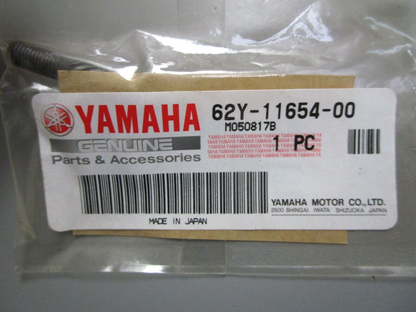 YAMAHA 62Y-11654-00
M050817B
GENUINE
Parts & Accessories
1 PC
YAMAHA MOTOR CO.,LTD.
2500 SHINGAI IWATA SHIZUOKA JAPAN
MADE IN JAPAN